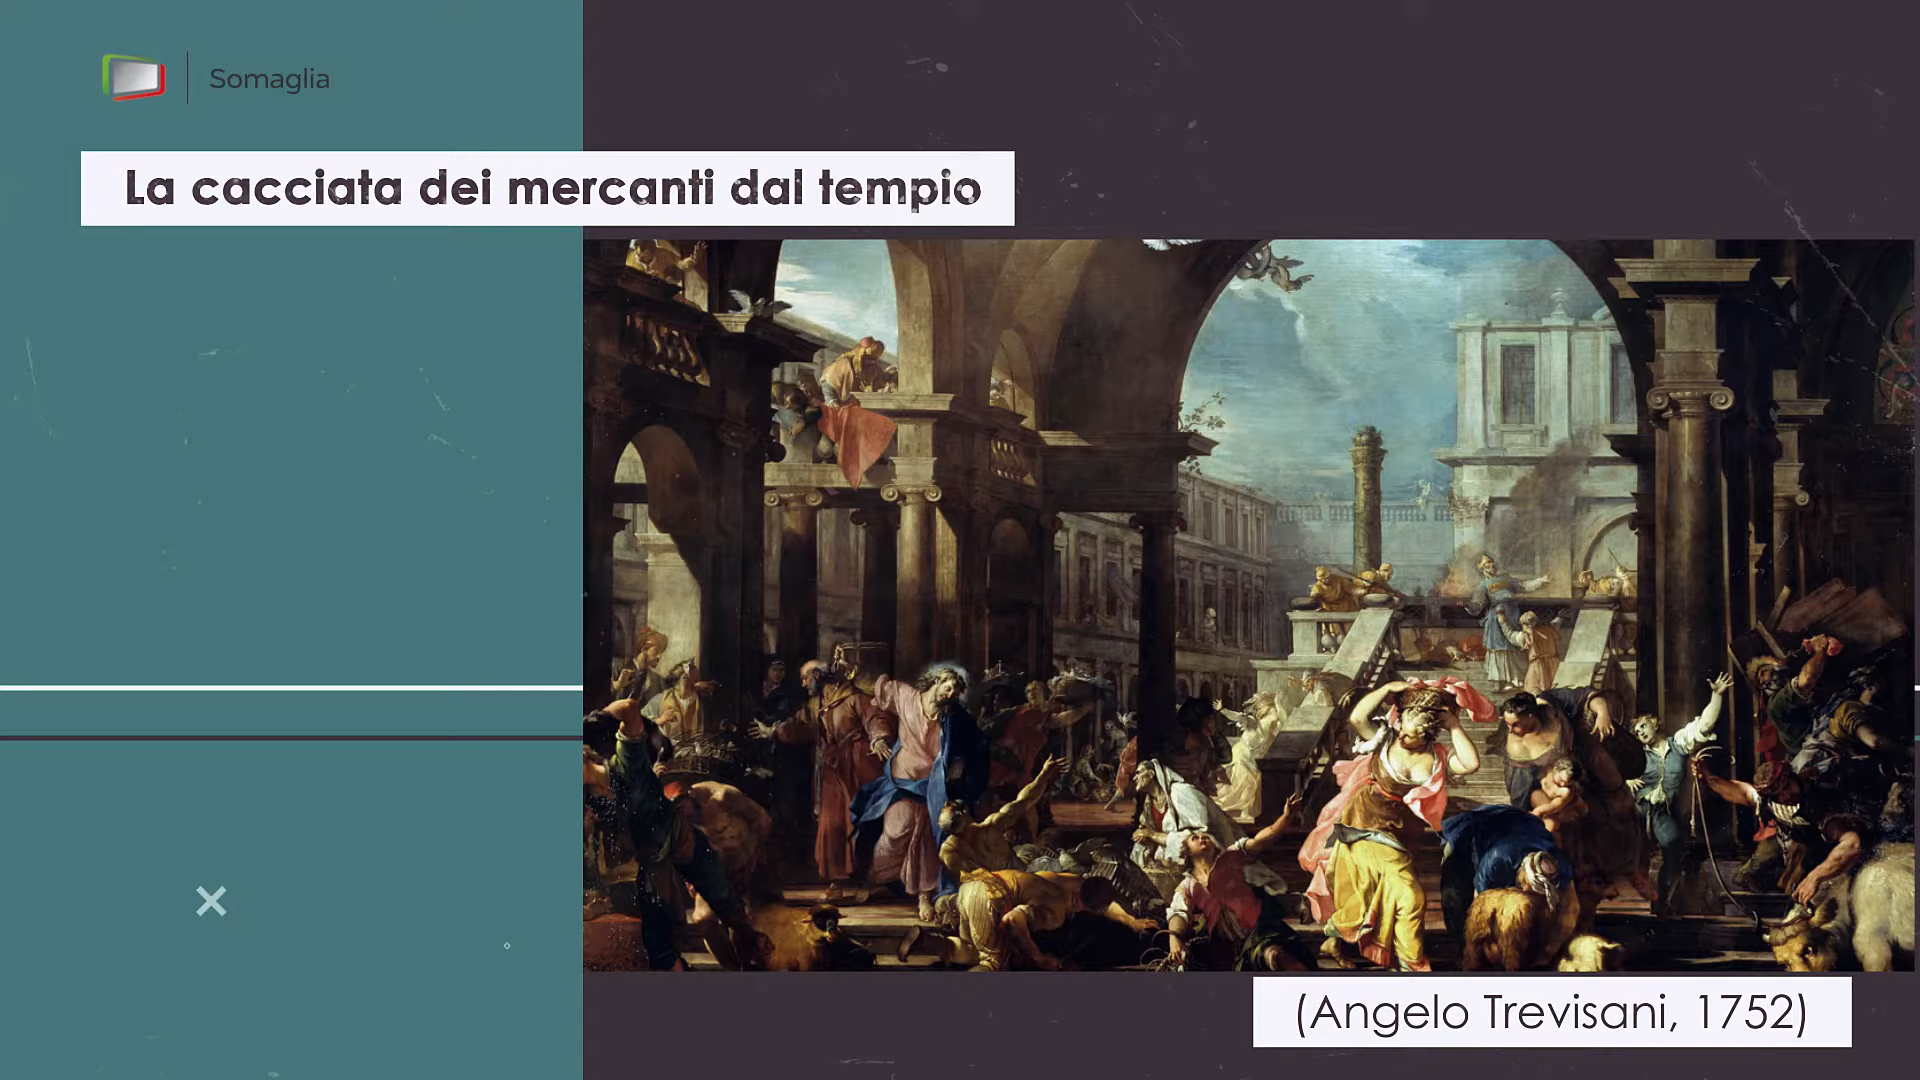 Somaglia
La cacciata dei mercanti dal tempio
(Angelo Trevisani, 1752)